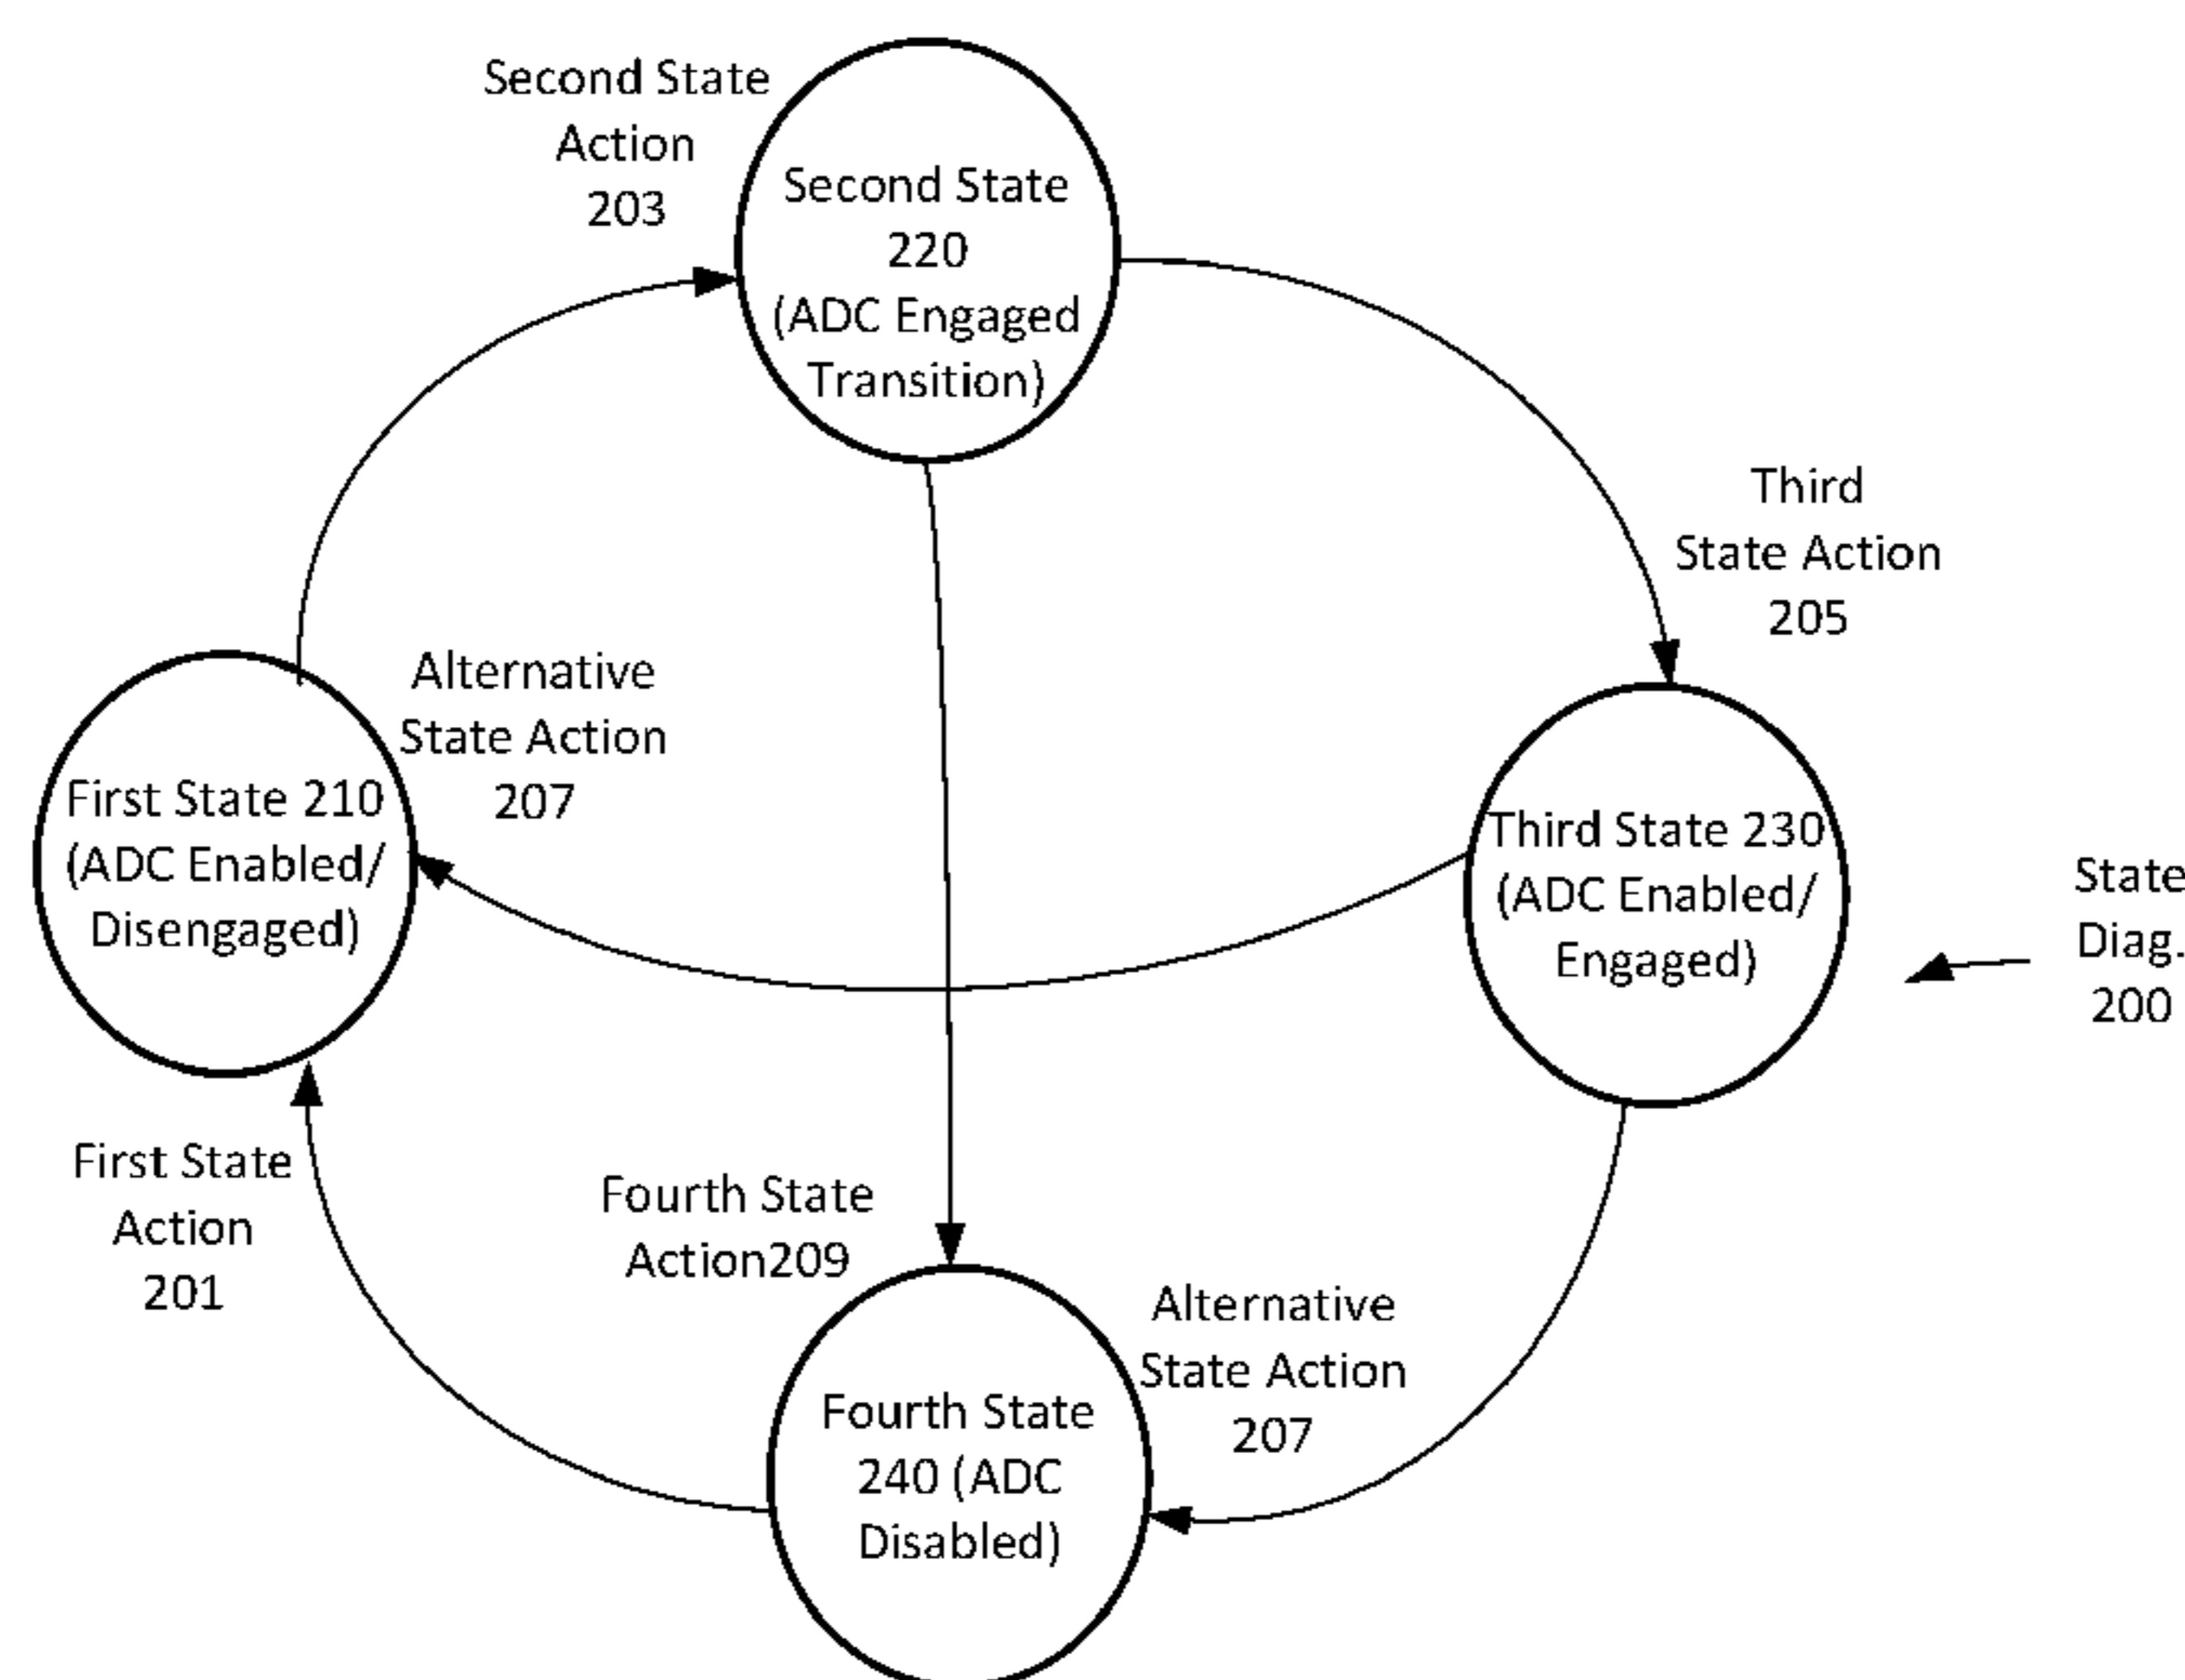 Second State
Action
203
Second State
220
(ADC Engaged
Transition)
Third
State Action
205
Alternative
State Action
207
First State 210
(ADC Enabled/
Disengaged)
Third State 230
(ADC Enabled/
Engaged)
State
Diag.
200
First State
Action
201
Fourth State
Action209
Alternative
State Action
207
Fourth State
240 (ADC
Disabled)